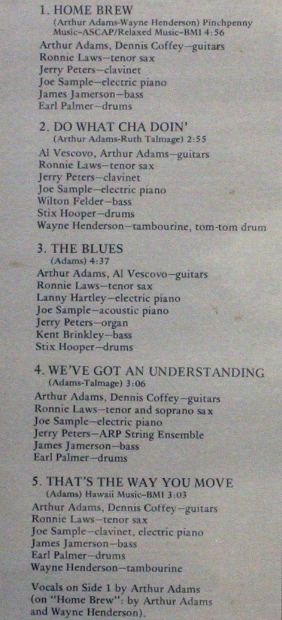 1. HOME BREW
(Arthur Adams-Wayne Henderson) Pinchpenny
Music-ASCAP/Relaxed Music-BMI 4:56
Arthur Adams, Dennis Coffey—guitars
Ronnie Laws—tenor sax
Jerry Peters—clavinet
Joe Sample—electric piano
James Jamerson—bass
Earl Palmer—drums
2. DO WHAT CHA DOIN'
(Arthur Adams-Ruth Talmage) 2:55
Al Vescovo, Arthur Adams—guitars
Ronnie Laws—tenor sax
Jerry Peters—clavinet
Joe Sample—electric piano
Wilton Felder—bass
Stix Hooper—drums
Wayne Henderson—tambourine, tom-tom drum
3. THE BLUES
(Adams) 4:37
Arthur Adams, Al Vescovo—guitars
Ronnie Laws—tenor sax
Lanny Hartley—electric piano
Joe Sample—acoustic piano
Jerry Peters—organ
Kent Brinkley—bass
Stix Hooper—drums
4. WE'VE GOT AN UNDERSTANDING
(Adams-Talmage) 3:06
Arthur Adams, Dennis Coffey—guitars
Ronnie Laws—tenor and soprano sax
Joe Sample—electric piano
Jerry Peters—ARP String Ensemble
James Jamerson—bass
Earl Palmer—drums
5. THAT'S THE WAY YOU MOVE
(Adams) Hawaii Music-BMI 3:03
Arthur Adams, Dennis Coffey—guitars
Ronnie Laws—tenor sax
Joe Sample—clavinet, electric piano
James Jamerson—bass
Earl Palmer—drums
Wayne Henderson—tambourine
Vocals on Side 1 by Arthur Adams
(on "Home Brew": by Arthur Adams
and Wayne Henderson).